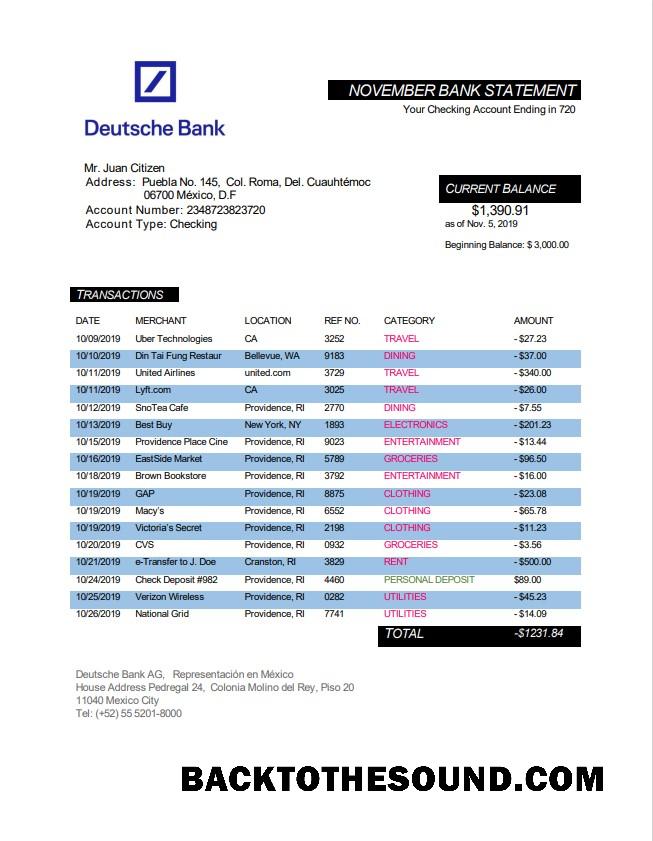 Deutsche Bank
NOVEMBER BANK STATEMENT
Your Checking Account Ending in 720
Mr. Juan Citizen
Address: Puebla No. 145, Col. Roma, Del. Cuauhtémoc
06700 México, D.F
Account Number: 2348723823720
Account Type: Checking
CURRENT BALANCE
$1,390.91
as of Nov. 5, 2019
Beginning Balance: $ 3,000.00
TRANSACTIONS
DATE MERCHANT LOCATION REF NO. CATEGORY AMOUNT
10/09/2019 Uber Technologies CA 3252 TRAVEL - $27.23
10/10/2019 Din Tai Fung Restaur Bellevue, WA 9183 DINING - $37.00
10/11/2019 United Airlines united.com 3729 TRAVEL - $340.00
10/11/2019 Lyft.com CA 3025 TRAVEL - $26.00
10/12/2019 SnoTea Cafe Providence, RI 2770 DINING - $7.55
10/13/2019 Best Buy New York, NY 1893 ELECTRONICS - $201.23
10/15/2019 Providence Place Cine Providence, RI 9023 ENTERTAINMENT - $13.44
10/16/2019 EastSide Market Providence, RI 5789 GROCERIES - $96.50
10/18/2019 Brown Bookstore Providence, RI 3792 ENTERTAINMENT - $16.00
10/19/2019 GAP Providence, RI 8875 CLOTHING - $23.08
10/19/2019 Macy's Providence, RI 6552 CLOTHING - $65.78
10/19/2019 Victoria's Secret Providence, RI 2198 CLOTHING - $11.23
10/20/2019 CVS Providence, RI 0932 GROCERIES - $3.56
10/21/2019 e-Transfer to J. Doe Cranston, RI 3829 RENT - $500.00
10/24/2019 Check Deposit #982 Providence, RI 4460 PERSONAL DEPOSIT $89.00
10/25/2019 Verizon Wireless Providence, RI 0282 UTILITIES - $45.23
10/26/2019 National Grid Providence, RI 7741 UTILITIES - $14.09
TOTAL -$1231.84
Deutsche Bank AG, Representación en México
House Address Pedregal 24, Colonia Molino del Rey, Piso 20
11040 Mexico City
Tel: (+52) 55 5201-8000
BACKTOTHESOUND.COM